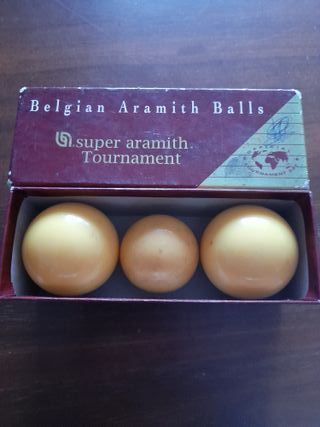 Belgian Aramith Balls
super aramith
Tournament